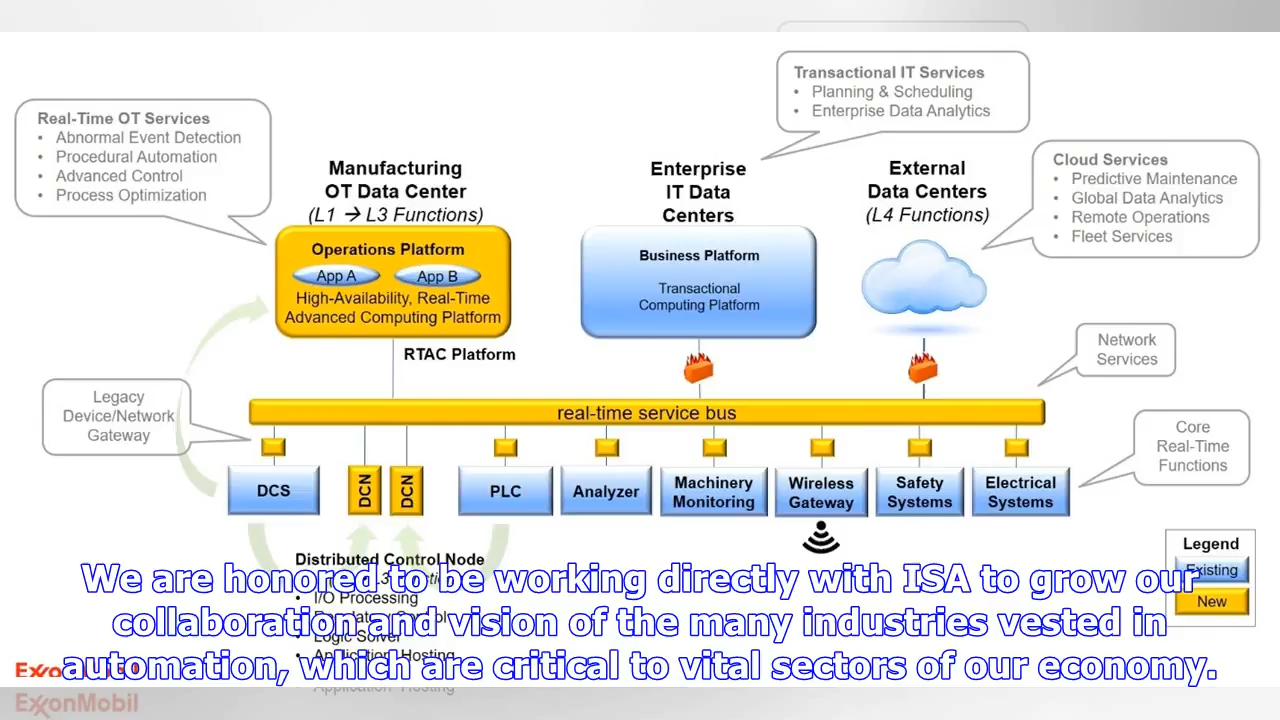 Transactional IT Services
• Planning & Scheduling
• Enterprise Data Analytics
Real-Time OT Services
• Abnormal Event Detection
• Procedural Automation
• Advanced Control
• Process Optimization
Cloud Services
• Predictive Maintenance
• Global Data Analytics
• Remote Operations
• Fleet Services
Manufacturing
OT Data Center
(L1 → L3 Functions)
Enterprise
IT Data
Centers
External
Data Centers
(L4 Functions)
Operations Platform
App A
App B
High-Availability, Real-Time
Advanced Computing Platform
Business Platform
Transactional
Computing Platform
RTAC Platform
Network
Services
Legacy
Device/Network
Gateway
real-time service bus
Core
Real-Time
Functions
DCS
DCN
DCN
PLC
Analyzer
Machinery
Monitoring
Wireless
Gateway
Safety
Systems
Electrical
Systems
Distributed Control Node
• I/O Processing
• Logic Solver
• Application Hosting
Legend
Existing
New
We are honored to be working directly with ISA to grow our
collaboration and vision of the many industries vested in
automation, which are critical to vital sectors of our economy.
Application Hosting
ExxonMobil